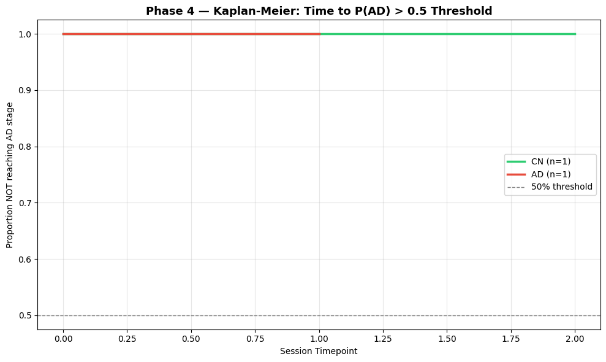 Phase 4 — Kaplan-Meier: Time to P(AD) > 0.5 Threshold
Proportion NOT reaching AD stage
1.0
0.9
0.8
0.7
0.6
0.5
CN (n=1)
AD (n=1)
50% threshold
0.00 0.25 0.50 0.75 1.00 1.25 1.50 1.75 2.00
Session Timepoint